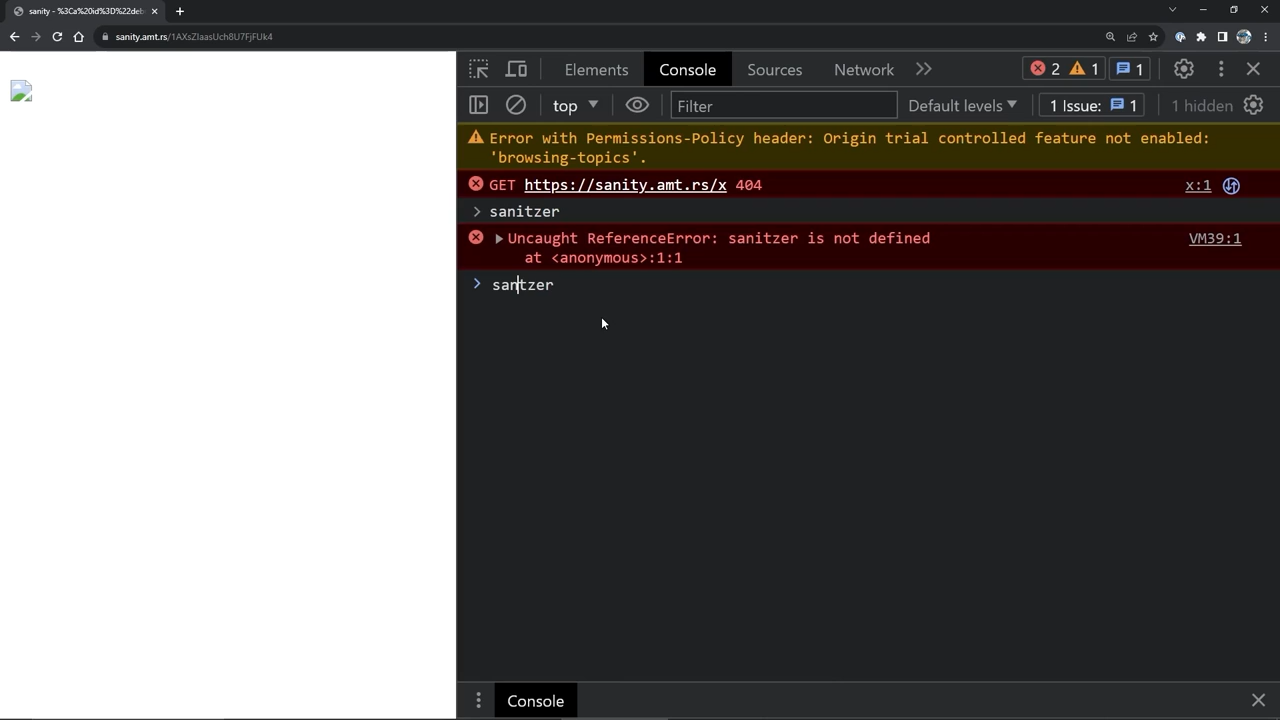 sanity - %3Ca%20id%3D%22deb
sanity.amt.rs/1AXsZIaasUch8U7FjFUk4
Elements Console Sources Network 2 1 1
top Filter Default levels 1 Issue: 1 1 hidden
Error with Permissions-Policy header: Origin trial controlled feature not enabled:
'browsing-topics'.
GET https://sanity.amt.rs/x 404 x:1
sanitzer
Uncaught ReferenceError: sanitzer is not defined VM39:1
at <anonymous>:1:1
santzer
Console